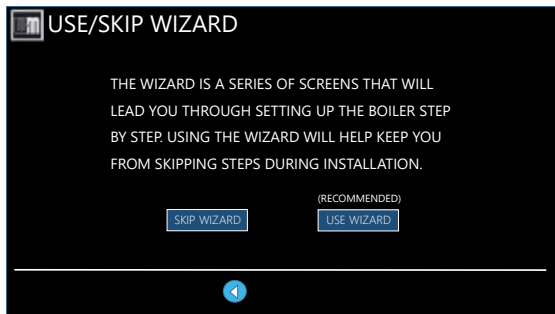 USE/SKIP WIZARD
THE WIZARD IS A SERIES OF SCREENS THAT WILL
LEAD YOU THROUGH SETTING UP THE BOILER STEP
BY STEP. USING THE WIZARD WILL HELP KEEP YOU
FROM SKIPPING STEPS DURING INSTALLATION.
(RECOMMENDED)
SKIP WIZARD USE WIZARD